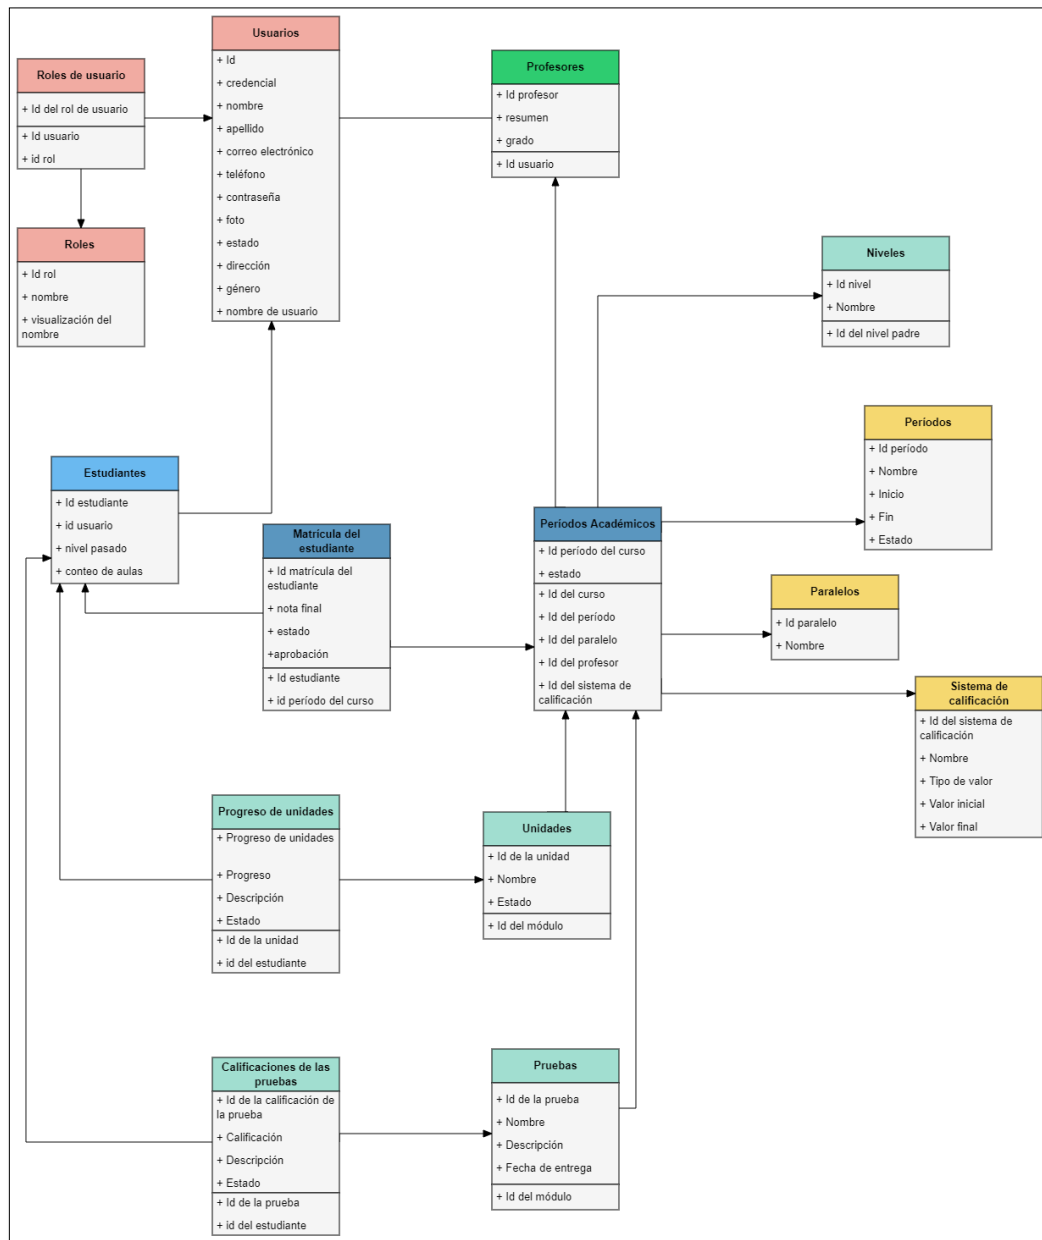 Usuarios
+ Id
+ credencial
+ nombre
+ apellido
+ correo electrónico
+ teléfono
+ contraseña
+ foto
+ estado
+ dirección
+ género
+ nombre de usuario
Roles de usuario
+ Id del rol de usuario
+ Id usuario
+ id rol
Profesores
+ Id profesor
+ resumen
+ grado
+ Id usuario
Roles
+ Id rol
+ nombre
+ visualización del
nombre
Niveles
+ Id nivel
+ Nombre
+ Id del nivel padre
Períodos
+ Id período
+ Nombre
+ Inicio
+ Fin
+ Estado
Estudiantes
+ Id estudiante
+ id usuario
+ nivel pasado
+ conteo de aulas
Matrícula del
estudiante
+ Id matrícula del
estudiante
+ nota final
+ estado
+aprobación
+ Id estudiante
+ id período del curso
Períodos Académicos
+ Id período del curso
+ estado
+ Id del curso
+ Id del período
+ Id del paralelo
+ Id del profesor
+ Id del sistema de
calificación
Paralelos
+ Id paralelo
+ Nombre
Sistema de
calificación
+ Id del sistema de
calificación
+ Nombre
+ Tipo de valor
+ Valor inicial
+ Valor final
Progreso de unidades
+ Progreso de unidades
+ Progreso
+ Descripción
+ Estado
+ Id de la unidad
+ id del estudiante
Unidades
+ Id de la unidad
+ Nombre
+ Estado
+ Id del módulo
Calificaciones de las
pruebas
+ Id de la calificación de
la prueba
+ Calificación
+ Descripción
+ Estado
+ Id de la prueba
+ id del estudiante
Pruebas
+ Id de la prueba
+ Nombre
+ Descripción
+ Fecha de entrega
+ Id del módulo